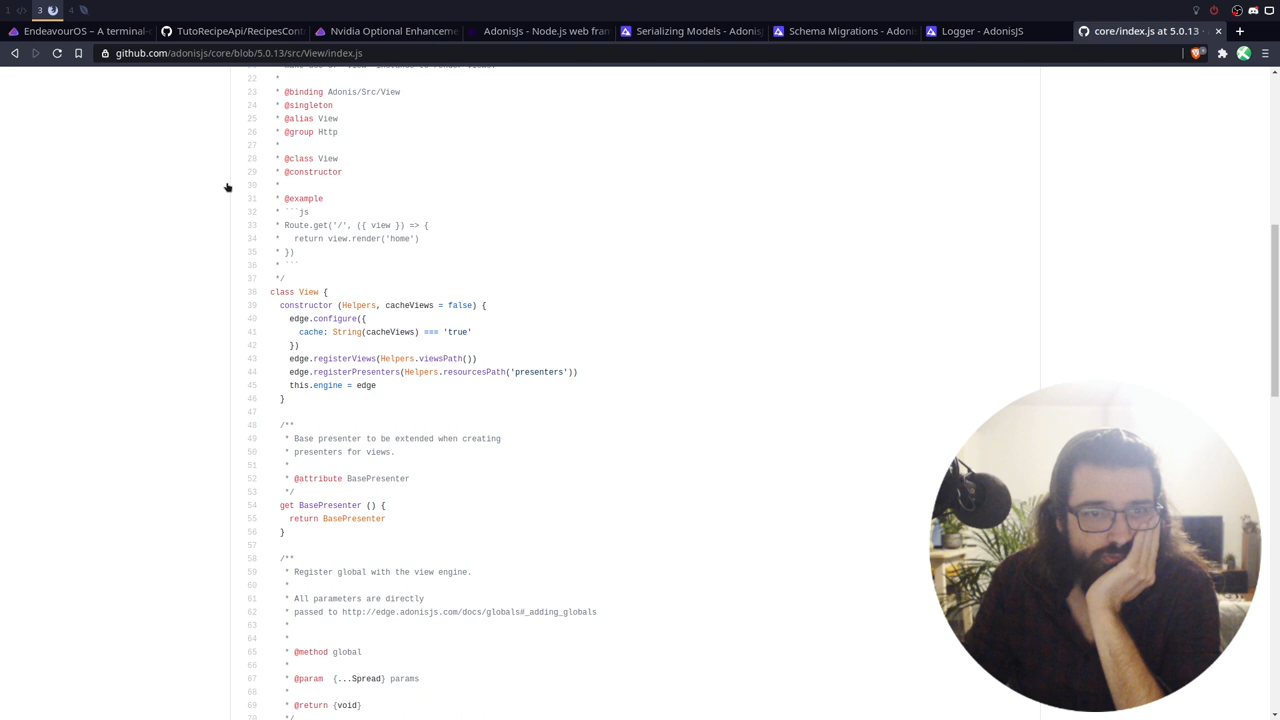 1 </> 3 4
EndeavourOS – A terminal-c TutoRecipeApi/RecipesContr Nvidia Optional Enhanceme AdonisJs - Node.js web fram Serializing Models - Adonis Schema Migrations - Adoni Logger - AdonisJS core/index.js at 5.0.13 ·
github.com/adonisjs/core/blob/5.0.13/src/View/index.js
22 *
23 * @binding Adonis/Src/View
24 * @singleton
25 * @alias View
26 * @group Http
27 *
28 * @class View
29 * @constructor
30 *
31 * @example
32 * ```js
33 * Route.get('/', ({ view }) => {
34 *   return view.render('home')
35 * })
36 * ```
37 */
38 class View {
39 constructor (Helpers, cacheViews = false) {
40 edge.configure({
41 cache: String(cacheViews) === 'true'
42 })
43 edge.registerViews(Helpers.viewsPath())
44 edge.registerPresenters(Helpers.resourcesPath('presenters'))
45 this.engine = edge
46 }
47
48 /**
49 * Base presenter to be extended when creating
50 * presenters for views.
51 *
52 * @attribute BasePresenter
53 */
54 get BasePresenter () {
55 return BasePresenter
56 }
57
58 /**
59 * Register global with the view engine.
60 *
61 * All parameters are directly
62 * passed to http://edge.adonisjs.com/docs/globals#_adding_globals
63 *
64 *
65 * @method global
66 *
67 * @param  {...Spread} params
68 *
69 * @return {void}
70 */